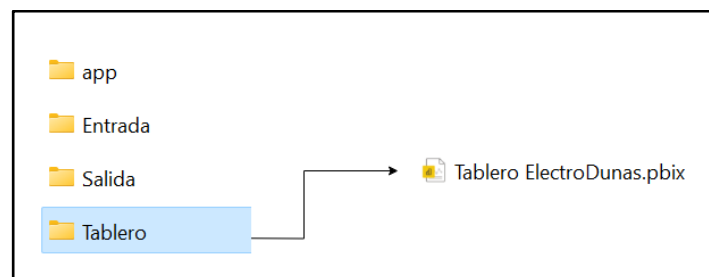 app
Entrada
Salida
Tablero ElectroDunas.pbix
Tablero